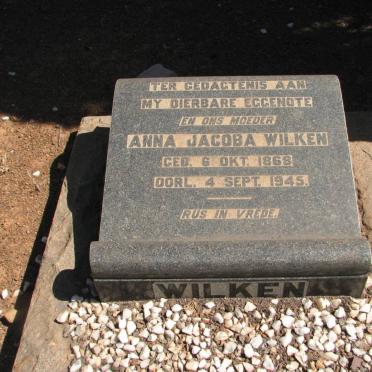 TER GEDAGTENIS AAN
MY DIERBARE EGGENOTE
EN ONS MOEDER
ANNA JACOBA WILKEN
GEB. 6 OKT. 1868
OORL. 4 SEPT. 1945.
RUS IN VREDE.
WILKEN